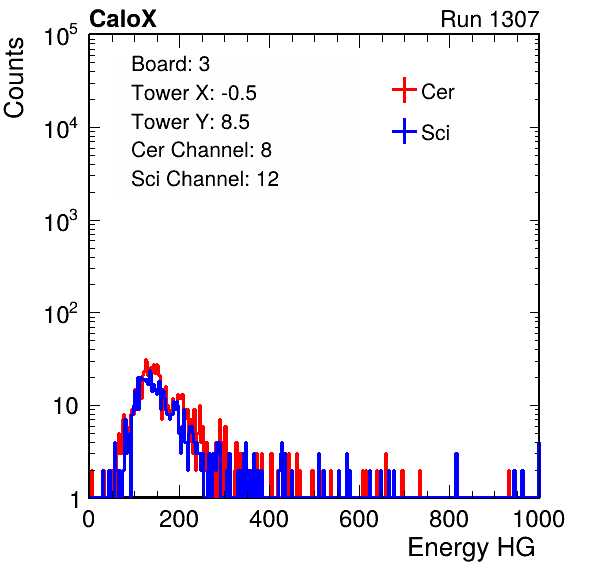 CaloX Run 1307
Counts
10^5
10^4
10^3
10^2
10
1
Board: 3
Tower X: -0.5
Tower Y: 8.5
Cer Channel: 8
Sci Channel: 12
Cer
Sci
0 200 400 600 800 1000
Energy HG